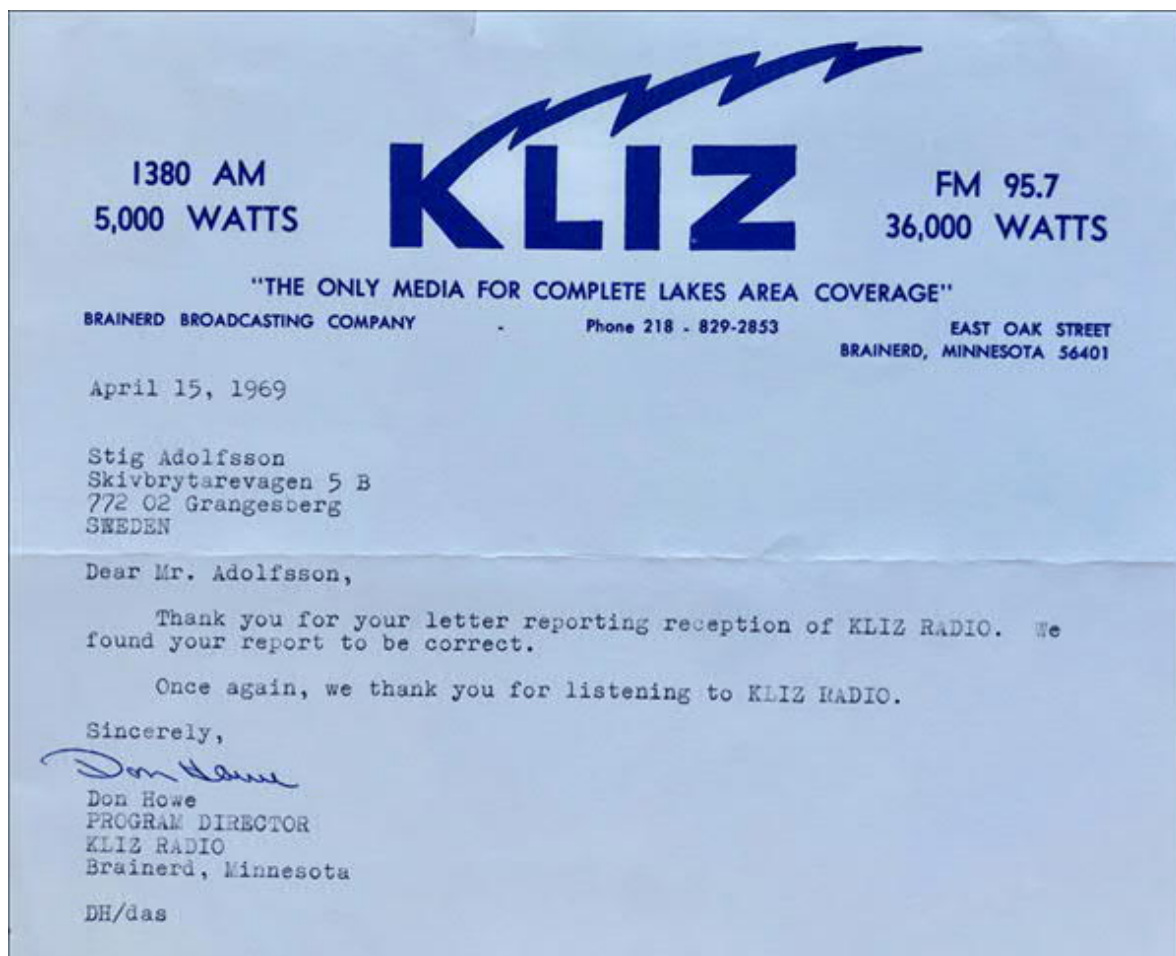 KLIZ
1380 AM
5,000 WATTS
FM 95.7
36,000 WATTS
"THE ONLY MEDIA FOR COMPLETE LAKES AREA COVERAGE"
BRAINERD BROADCASTING COMPANY - Phone 218 - 829-2853
EAST OAK STREET
BRAINERD, MINNESOTA 56401
April 15, 1969
Stig Adolfsson
Skivbrytarevagen 5 B
772 02 Grangesberg
SWEDEN
Dear Mr. Adolfsson,
Thank you for your letter reporting reception of KLIZ RADIO. We
found your report to be correct.
Once again, we thank you for listening to KLIZ RADIO.
Sincerely,
Don Howe
Don Howe
PROGRAM DIRECTOR
KLIZ RADIO
Brainerd, Minnesota
DH/das